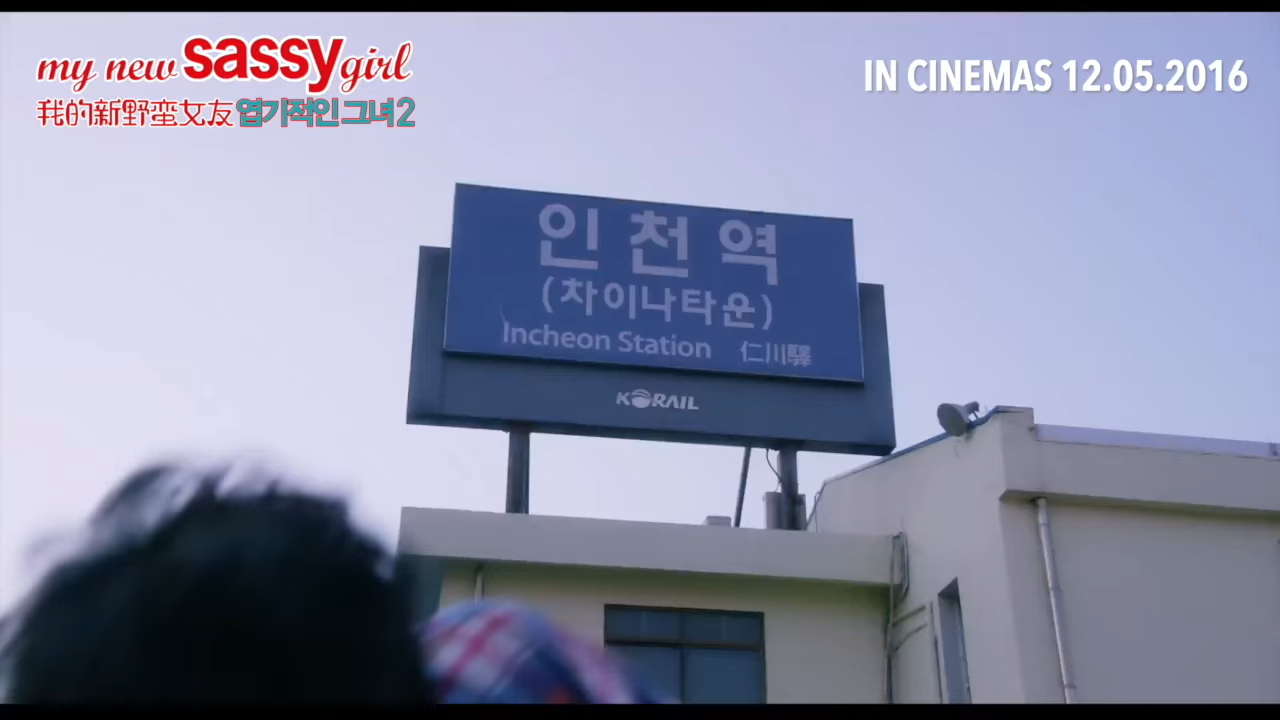 my new sassy girl
我的新野蛮女友 엽기적인 그녀 2
IN CINEMAS 12.05.2016
인천역
(차이나타운)
Incheon Station 仁川驛
KORAIL